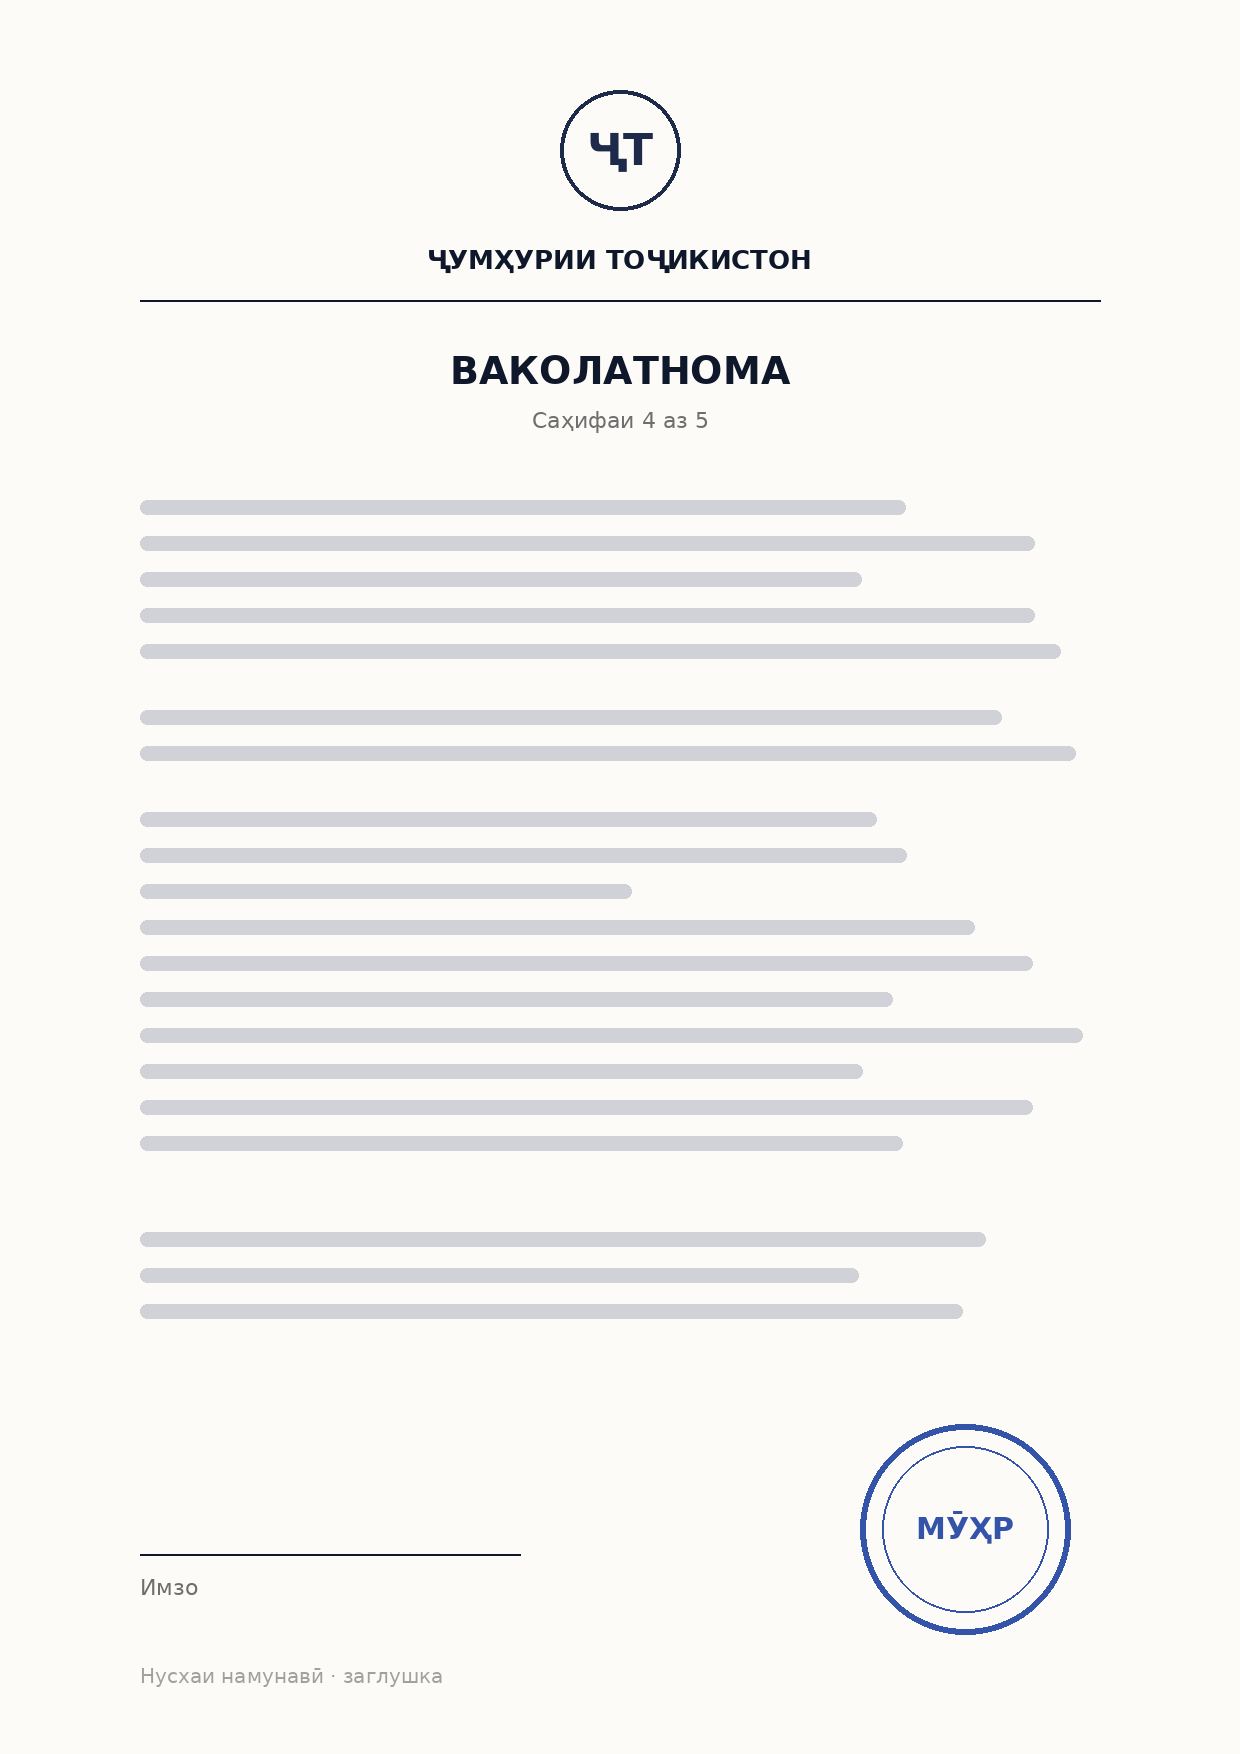 ҶТ
ҶУМҲУРИИ ТОҶИКИСТОН
ВАКОЛАТНОМА
Саҳифаи 4 аз 5
МӮҲР
Имзо
Нусхаи намунавӣ · заглушка